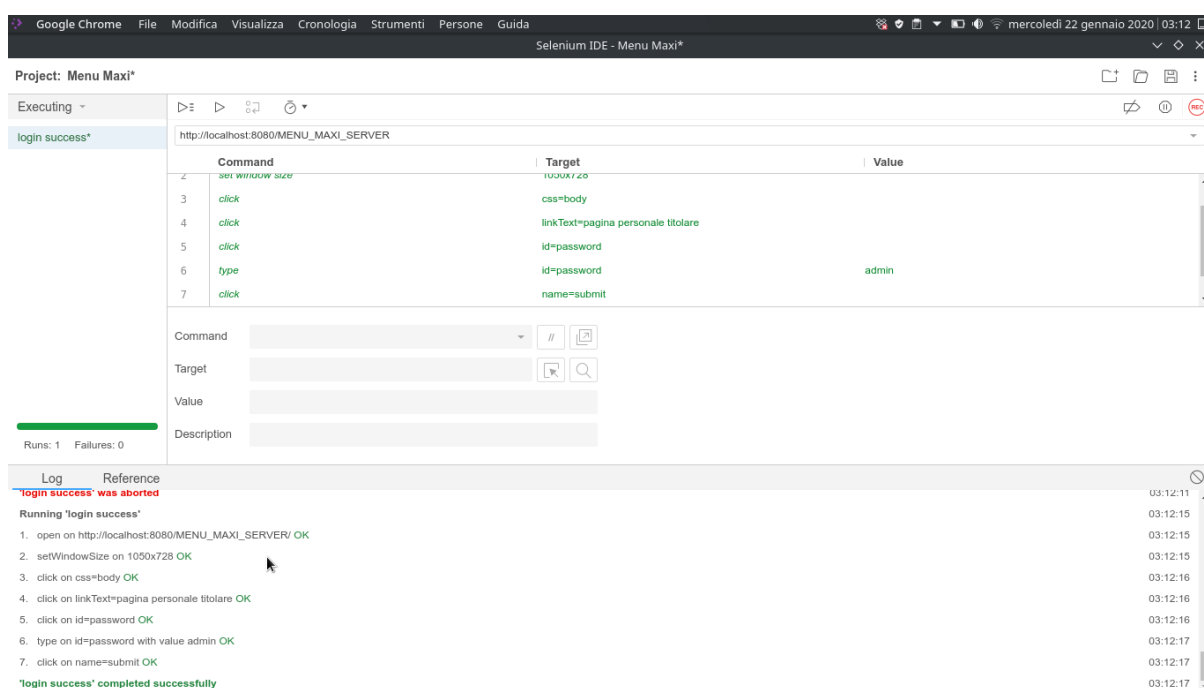 Google Chrome File Modifica Visualizza Cronologia Strumenti Persone Guida mercoledì 22 gennaio 2020 | 03:12
Selenium IDE - Menu Maxi*
Project: Menu Maxi*
Executing
REC
login success*
http://localhost:8080/MENU_MAXI_SERVER
Command Target Value
2 set window size 1050x728
3 click css=body
4 click linkText=pagina personale titolare
5 click id=password
6 type id=password admin
7 click name=submit
Command //
Target
Value
Description
Runs: 1 Failures: 0
Log Reference
'login success' was aborted 03:12:11
Running 'login success' 03:12:15
1. open on http://localhost:8080/MENU_MAXI_SERVER/ OK 03:12:15
2. setWindowSize on 1050x728 OK 03:12:15
3. click on css=body OK 03:12:16
4. click on linkText=pagina personale titolare OK 03:12:16
5. click on id=password OK 03:12:16
6. type on id=password with value admin OK 03:12:17
7. click on name=submit OK 03:12:17
'login success' completed successfully 03:12:17